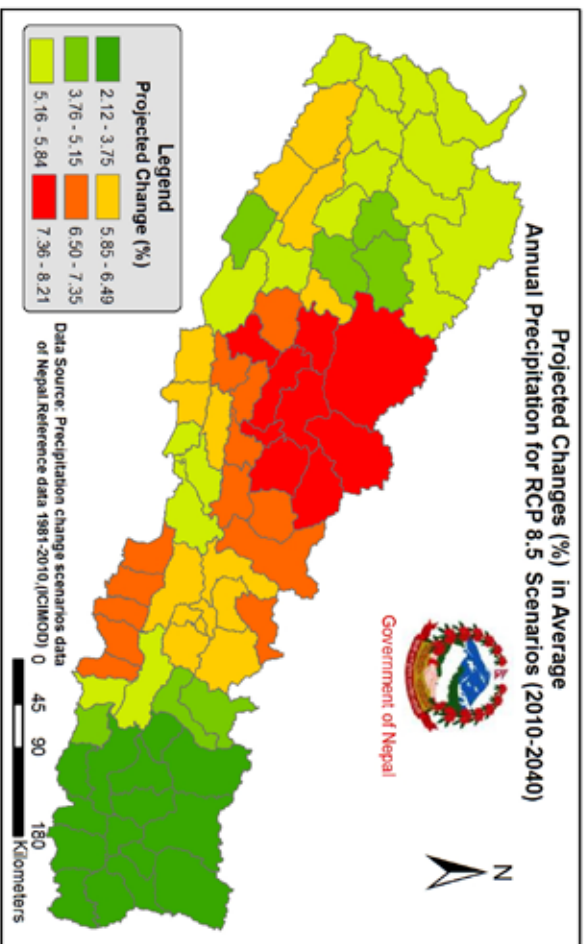 Projected Changes (%) in Average
Annual Precipitation for RCP 8.5 Scenarios (2010-2040)
Government of Nepal
N
Legend
Projected Change (%)
2.12 - 3.75
5.85 - 6.49
3.76 - 5.15
6.50 - 7.35
5.16 - 5.84
7.36 - 8.21
Data Source: Precipitation change scenarios data
of Nepal.Reference data 1981-2010,(ICIMOD)
0 45 90 180
Kilometers